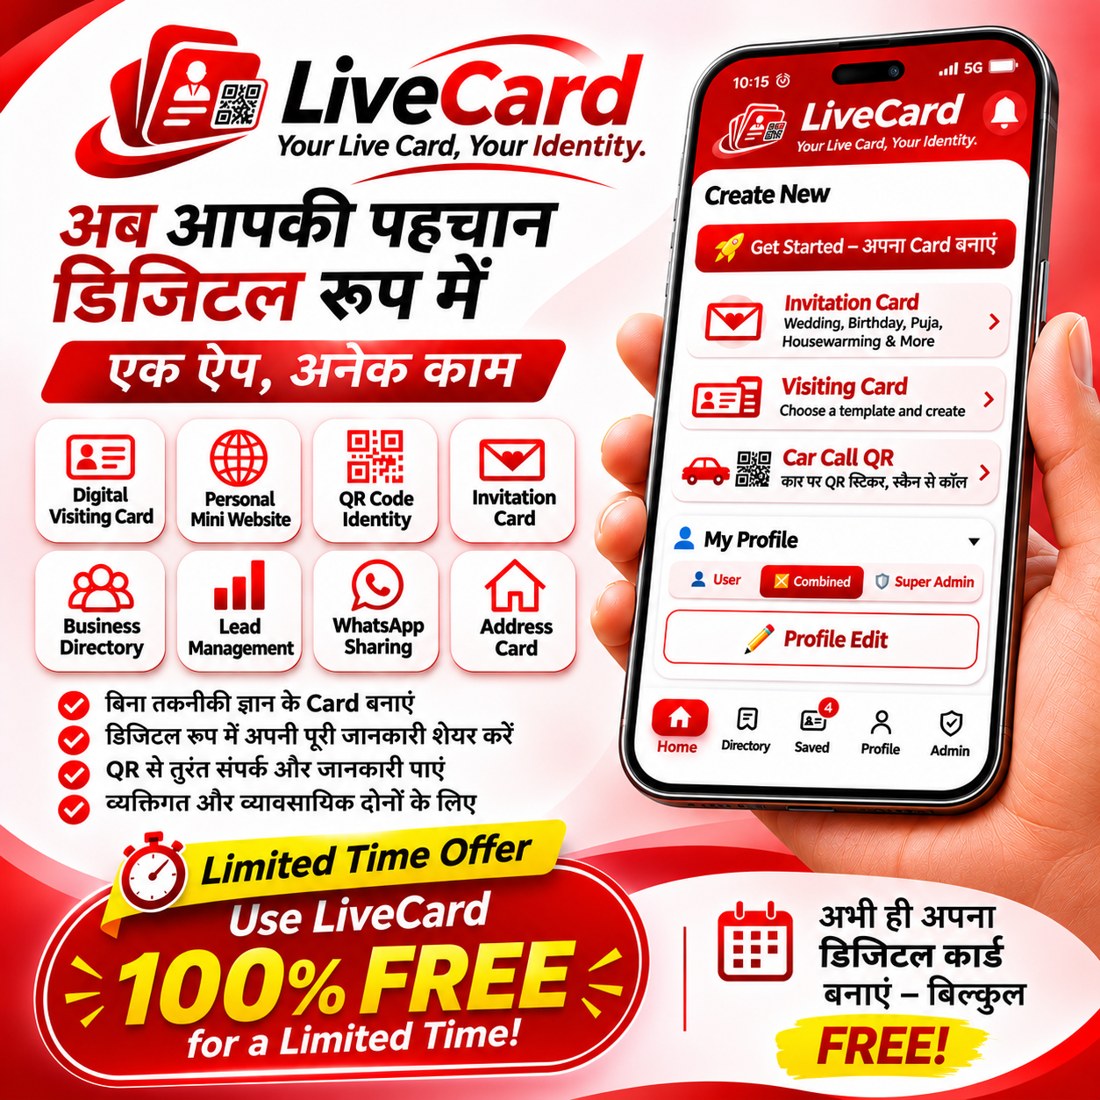 LiveCard
Your Live Card, Your Identity.
अब आपकी पहचान
डिजिटल रूप में
एक ऐप, अनेक काम
Digital
Visiting Card
Personal
Mini Website
QR Code
Identity
Invitation
Card
Business
Directory
Lead
Management
WhatsApp
Sharing
Address
Card
बिना तकनीकी ज्ञान के Card बनाएं
डिजिटल रूप में अपनी पूरी जानकारी शेयर करें
QR से तुरंत संपर्क और जानकारी पाएं
व्यक्तिगत और व्यावसायिक दोनों के लिए
10:15
5G
LiveCard
Your Live Card, Your Identity.
Create New
Get Started – अपना Card बनाएं
Invitation Card
Wedding, Birthday, Puja,
Housewarming & More
Visiting Card
Choose a template and create
Car Call QR
कार पर QR स्टिकर, स्कैन से कॉल
My Profile
User
Combined
Super Admin
Profile Edit
4
Home
Directory
Saved
Profile
Admin
Limited Time Offer
Use LiveCard
100% FREE
for a Limited Time!
अभी ही अपना
डिजिटल कार्ड
बनाएं – बिल्कुल
FREE!